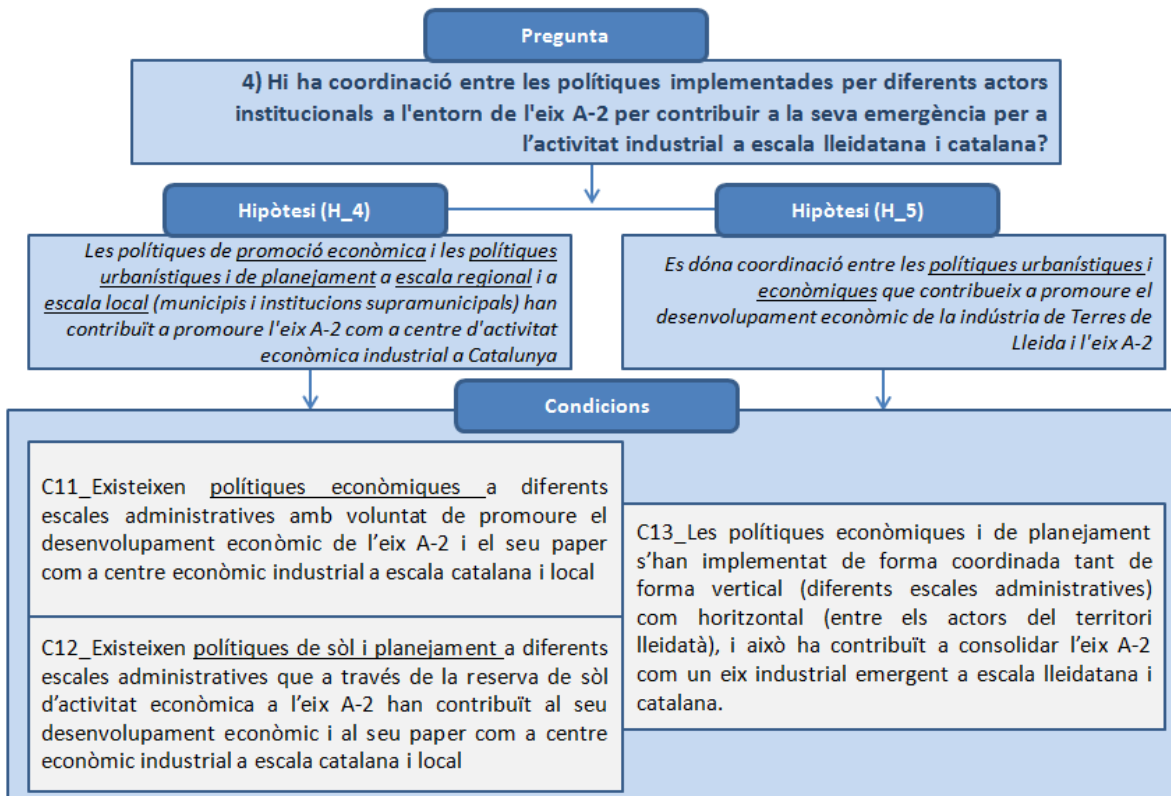 Pregunta
4) Hi ha coordinació entre les polítiques implementades per diferents actors
institucionals a l'entorn de l'eix A-2 per contribuir a la seva emergència per a
l’activitat industrial a escala lleidatana i catalana?
Hipòtesi (H_4)
Les polítiques de promoció econòmica i les polítiques
urbanístiques i de planejament a escala regional i a
escala local (municipis i institucions supramunicipals) han
contribuït a promoure l'eix A-2 com a centre d'activitat
econòmica industrial a Catalunya
Hipòtesi (H_5)
Es dóna coordinació entre les polítiques urbanístiques i
econòmiques que contribueix a promoure el
desenvolupament econòmic de la indústria de Terres de
Lleida i l'eix A-2
Condicions
C11_Existeixen polítiques econòmiques a diferents
escales administratives amb voluntat de promoure el
desenvolupament econòmic de l’eix A-2 i el seu paper
com a centre econòmic industrial a escala catalana i local
C12_Existeixen polítiques de sòl i planejament a diferents
escales administratives que a través de la reserva de sòl
d’activitat econòmica a l’eix A-2 han contribuït al seu
desenvolupament econòmic i al seu paper com a centre
econòmic industrial a escala catalana i local
C13_Les polítiques econòmiques i de planejament
s’han implementat de forma coordinada tant de
forma vertical (diferents escales administratives)
com horitzontal (entre els actors del territori
lleidatà), i això ha contribuït a consolidar l’eix A-2
com un eix industrial emergent a escala lleidatana i
catalana.